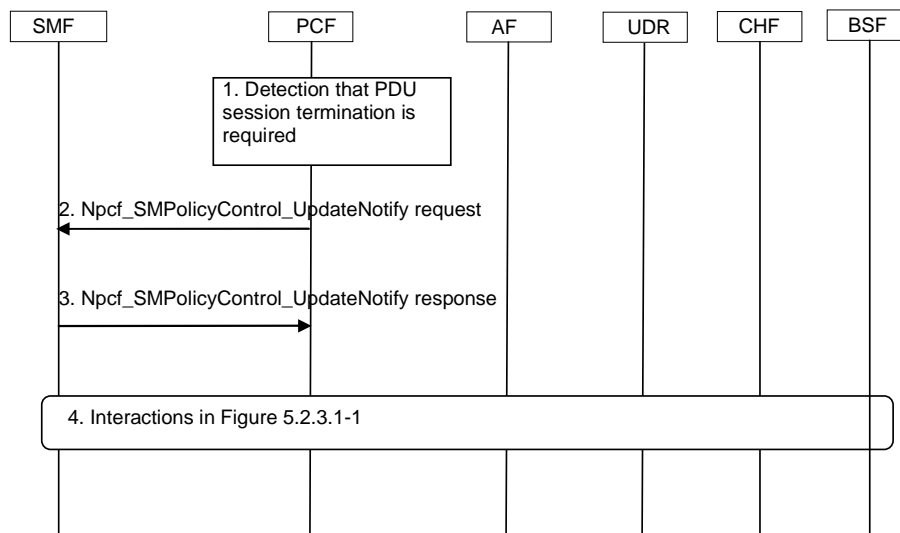 SMF PCF AF UDR CHF BSF
1. Detection that PDU
session termination is
required
2. Npcf_SMPolicyControl_UpdateNotify request
3. Npcf_SMPolicyControl_UpdateNotify response
4. Interactions in Figure 5.2.3.1-1